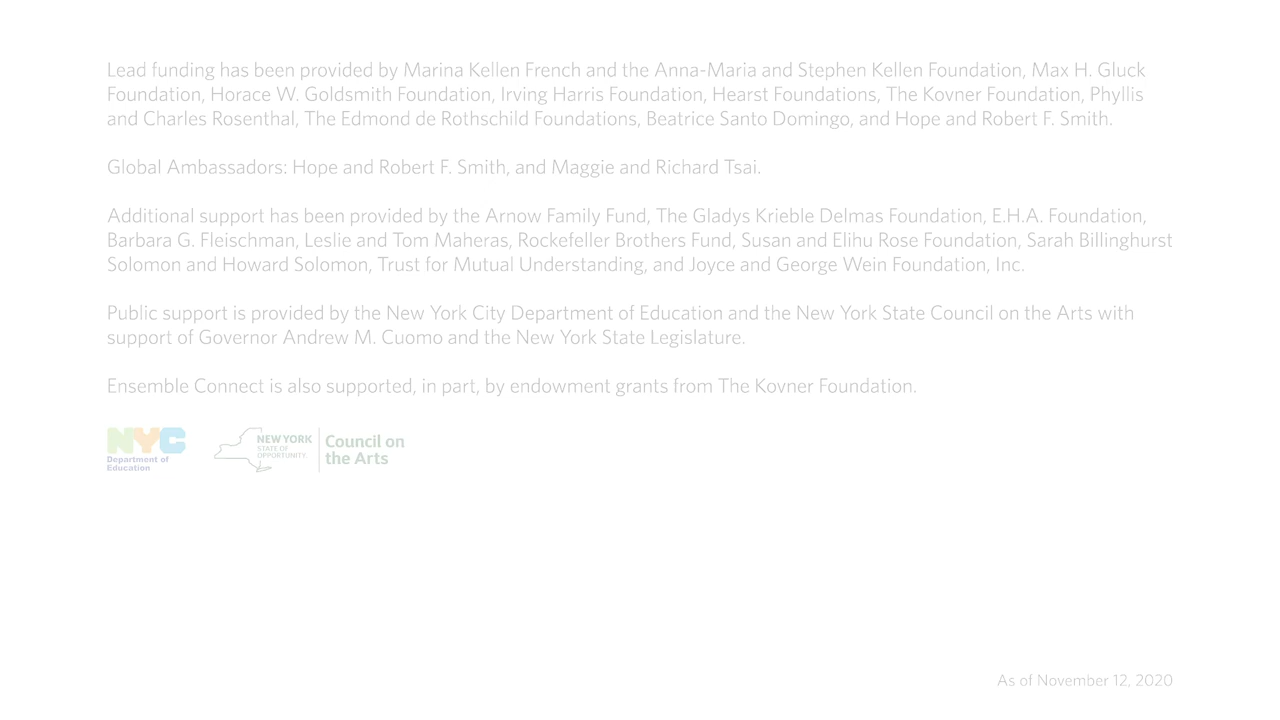 Lead funding has been provided by Marina Kellen French and the Anna-Maria and Stephen Kellen Foundation, Max H. Gluck
Foundation, Horace W. Goldsmith Foundation, Irving Harris Foundation, Hearst Foundations, The Kovner Foundation, Phyllis
and Charles Rosenthal, The Edmond de Rothschild Foundations, Beatrice Santo Domingo, and Hope and Robert F. Smith.
Global Ambassadors: Hope and Robert F. Smith, and Maggie and Richard Tsai.
Additional support has been provided by the Arnow Family Fund, The Gladys Krieble Delmas Foundation, E.H.A. Foundation,
Barbara G. Fleischman, Leslie and Tom Maheras, Rockefeller Brothers Fund, Susan and Elihu Rose Foundation, Sarah Billinghurst
Solomon and Howard Solomon, Trust for Mutual Understanding, and Joyce and George Wein Foundation, Inc.
Public support is provided by the New York City Department of Education and the New York State Council on the Arts with
support of Governor Andrew M. Cuomo and the New York State Legislature.
Ensemble Connect is also supported, in part, by endowment grants from The Kovner Foundation.
NYC
Department of
Education
NEW YORK
STATE OF
OPPORTUNITY.
Council on
the Arts
As of November 12, 2020